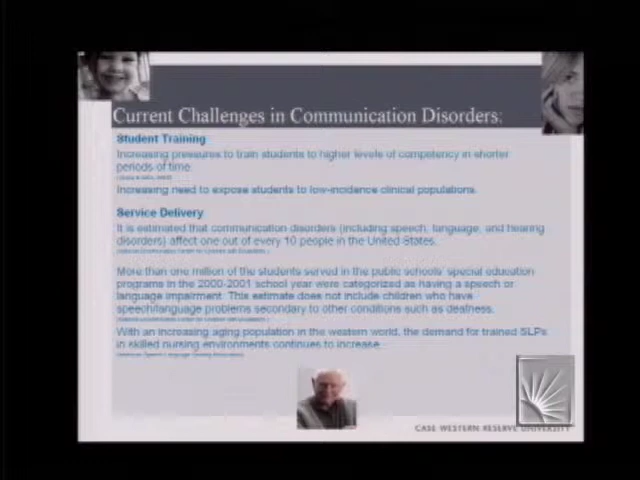 Current Challenges in Communication Disorders:
Student Training
Increasing pressures to train students to higher levels of competency in shorter
periods of time.
Increasing need to expose students to low-incidence clinical populations.
Service Delivery
It is estimated that communication disorders (including speech, language, and hearing
disorders) affect one out of every 10 people in the United States.
More than one million of the students served in the public schools' special education
programs in the 2000-2001 school year were categorized as having a speech or
language impairment. This estimate does not include children who have
speech/language problems secondary to other conditions such as deafness.
With an increasing aging population in the western world, the demand for trained SLPs
in skilled nursing environments continues to increase.
CASE WESTERN RESERVE UNIVERSITY